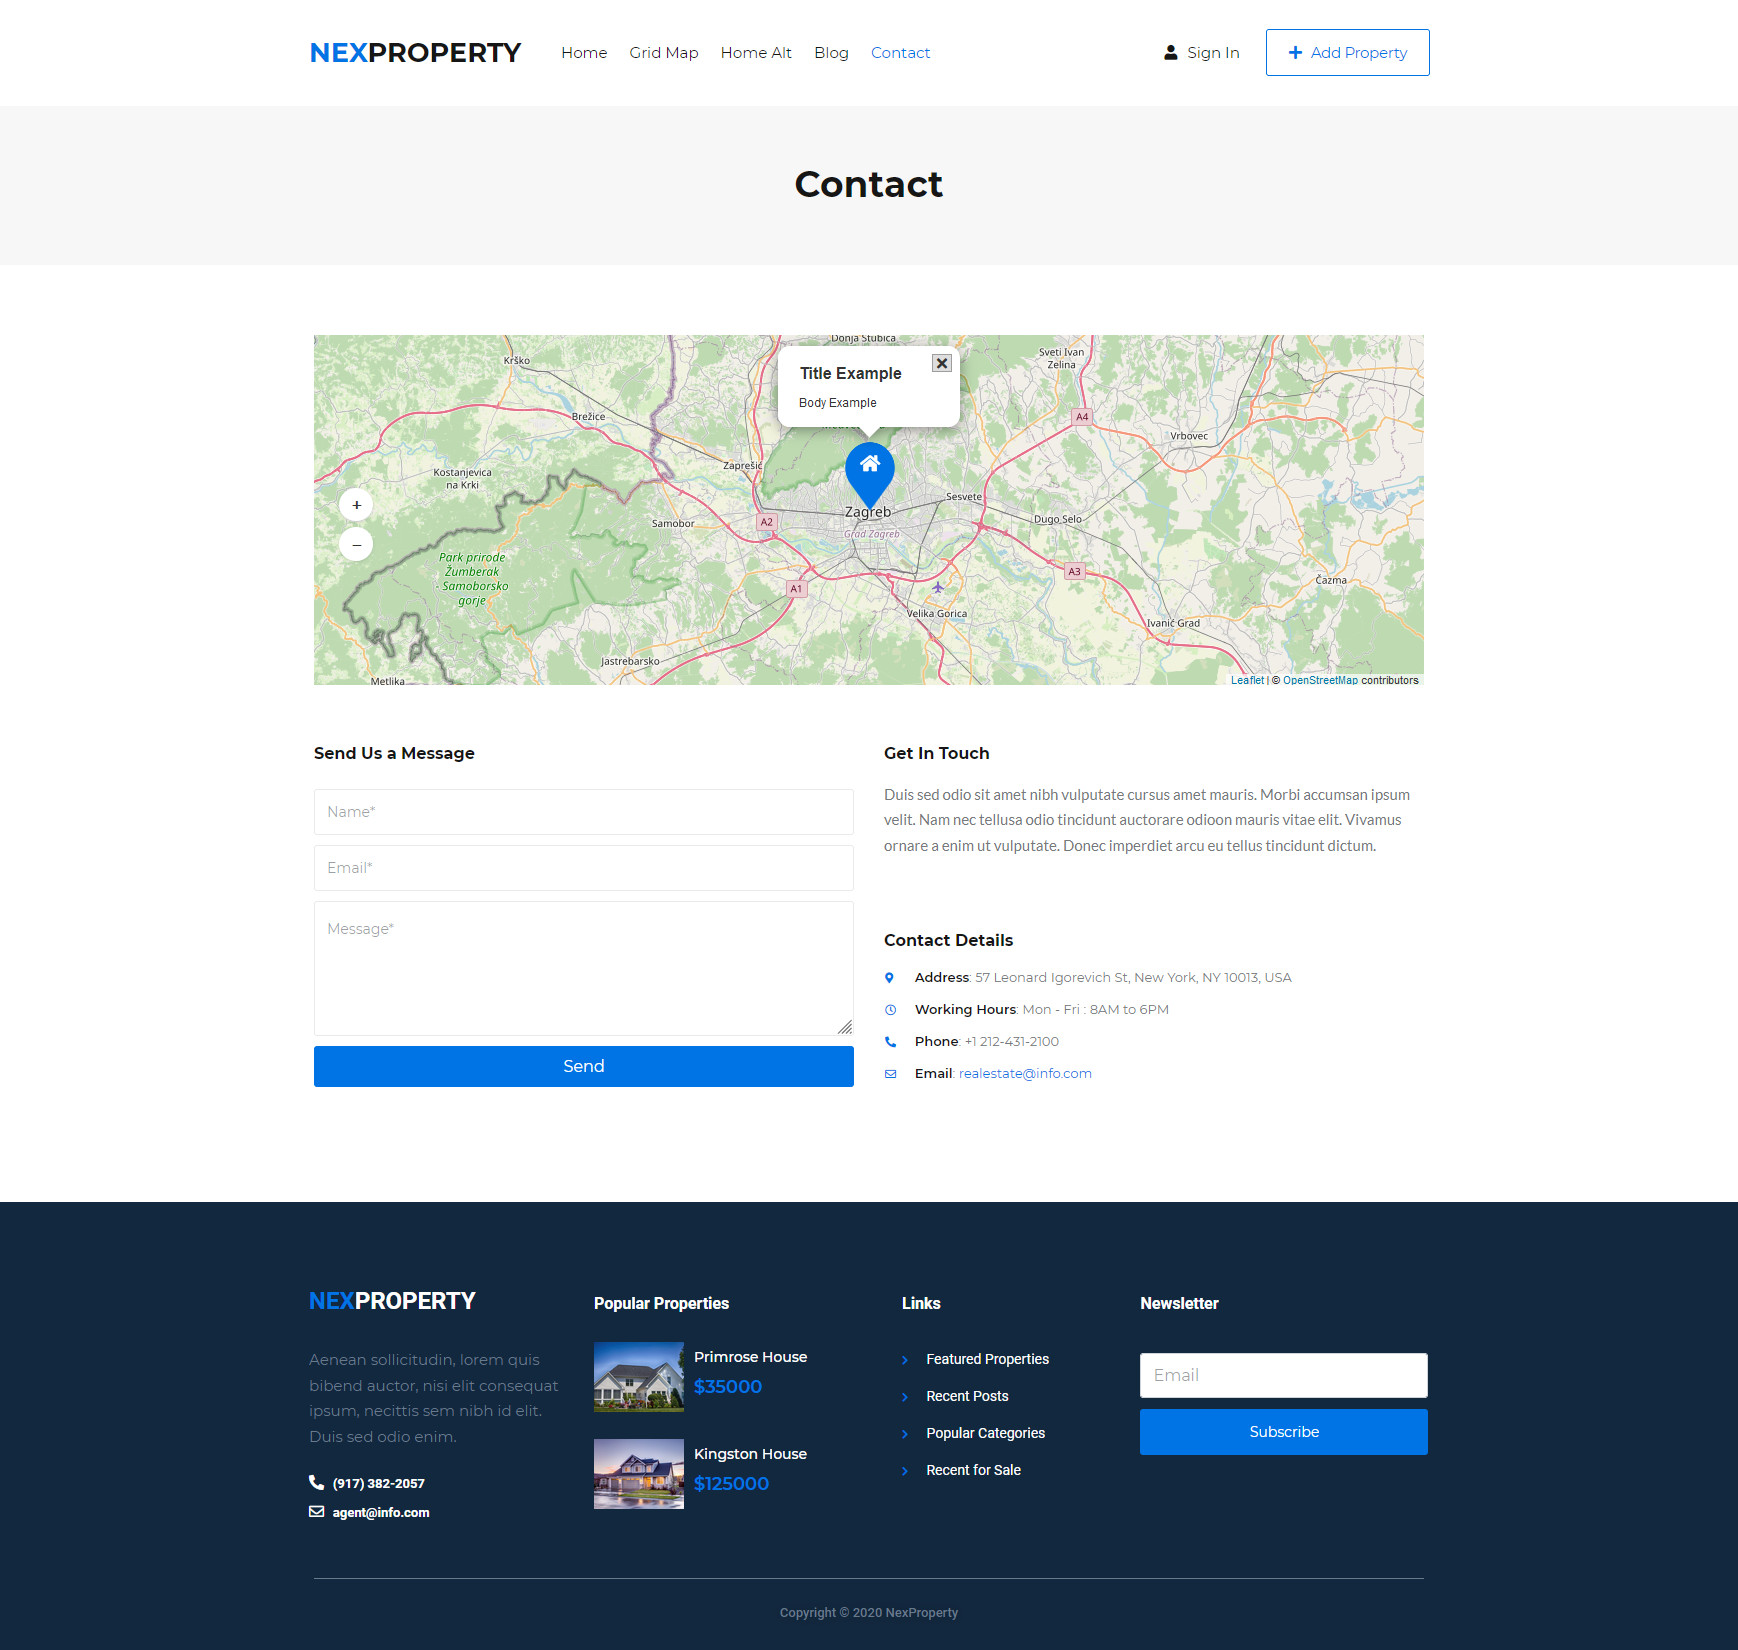 NEXPROPERTY
Home Grid Map Home Alt Blog Contact
Sign In
Add Property
Contact
Donja Stubica
Krško
Sveti Ivan
Zelina
Title Example
Body Example
Brežice
A4
Vrbovec
Zaprešić
Kostanjevica
na Krki
Sesvete
Zagreb
Grad Zagreb
Dugo Selo
Samobor
A2
+
−
Park prirode
Žumberak
- Samoborsko
gorje
A1
A3
Čazma
Velika Gorica
Ivanić Grad
Jastrebarsko
Metlika
Leaflet | © OpenStreetMap contributors
Send Us a Message
Name*
Email*
Message*
Send
Get In Touch
Duis sed odio sit amet nibh vulputate cursus amet mauris. Morbi accumsan ipsum
velit. Nam nec tellusa odio tincidunt auctorare odioon mauris vitae elit. Vivamus
ornare a enim ut vulputate. Donec imperdiet arcu eu tellus tincidunt dictum.
Contact Details
Address: 57 Leonard Igorevich St, New York, NY 10013, USA
Working Hours: Mon - Fri : 8AM to 6PM
Phone: +1 212-431-2100
Email: realestate@info.com
NEXPROPERTY
Aenean sollicitudin, lorem quis
bibend auctor, nisi elit consequat
ipsum, necittis sem nibh id elit.
Duis sed odio enim.
(917) 382-2057
agent@info.com
Popular Properties
Primrose House
$35000
Kingston House
$125000
Links
Featured Properties
Recent Posts
Popular Categories
Recent for Sale
Newsletter
Email
Subscribe
Copyright © 2020 NexProperty